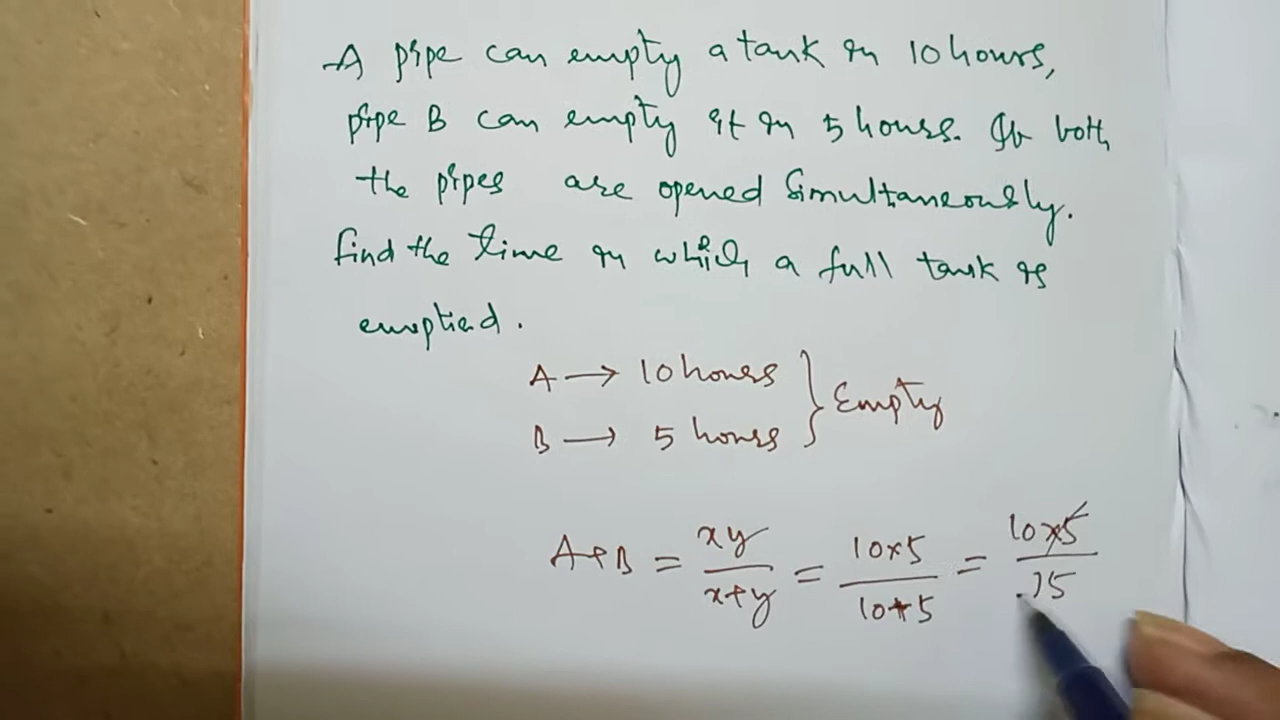 A pipe can empty a tank in 10 hours,
pipe B can empty it in 5 hours. If both
the pipes are opened Simultaneously.
find the time in which a full tank is
emptied.
A → 10 hours } Empty
B → 5 hours
A+B = xy/x+y = 10×5/10+5 = 10×5/15